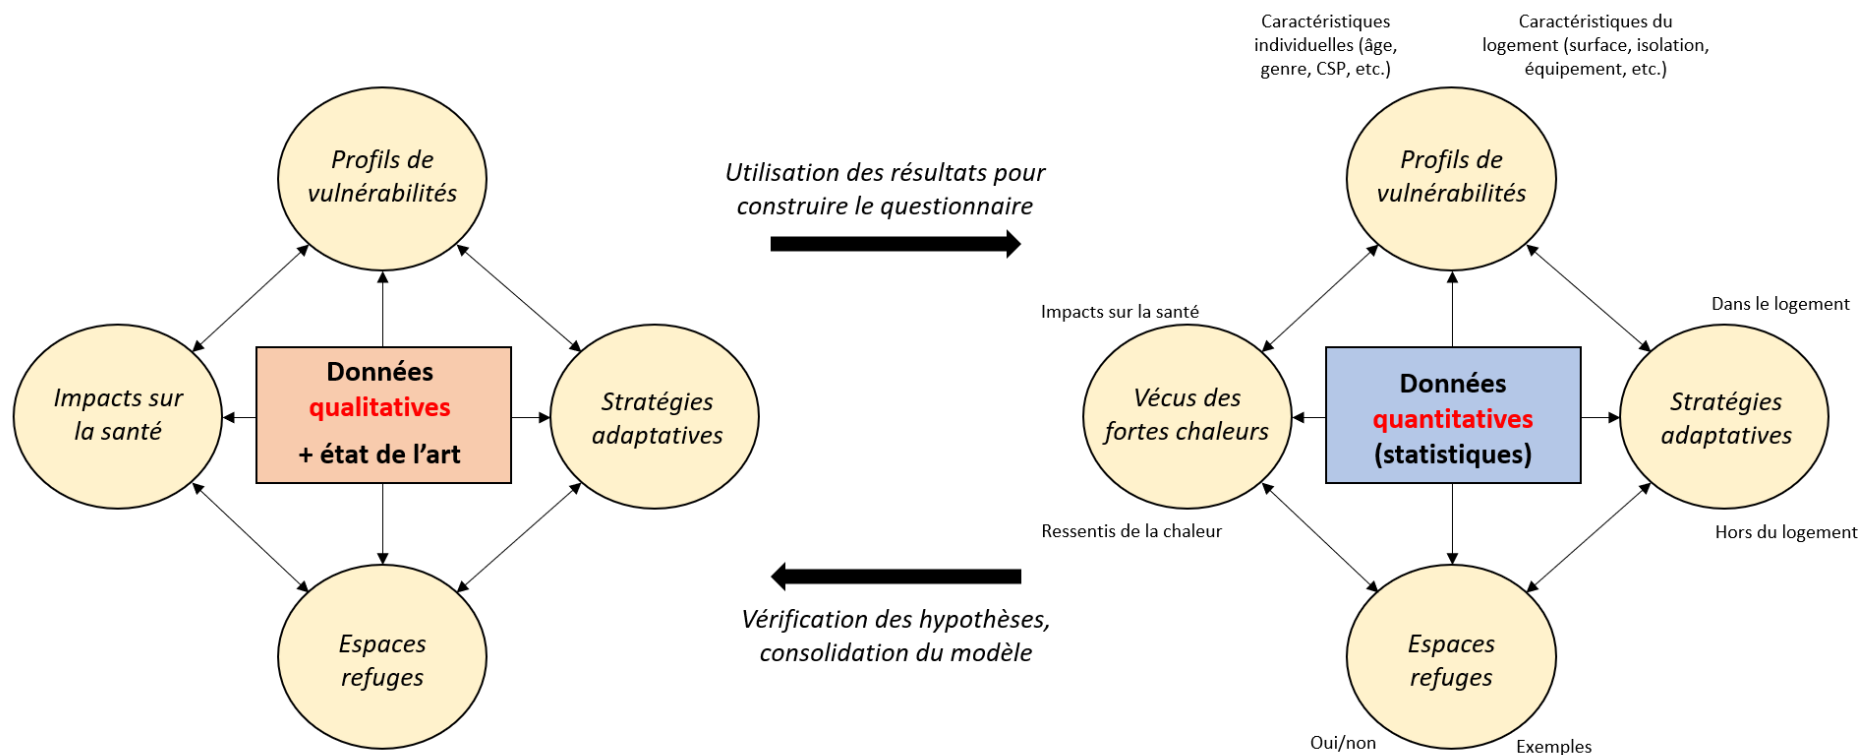 Profils de
vulnérabilités
Impacts sur
la santé
Données
qualitatives
+ état de l'art
Stratégies
adaptatives
Espaces
refuges
Utilisation des résultats pour
construire le questionnaire
Vérification des hypothèses,
consolidation du modèle
Caractéristiques
individuelles (âge,
genre, CSP, etc.)
Caractéristiques du
logement (surface, isolation,
équipement, etc.)
Profils de
vulnérabilités
Impacts sur la santé
Vécus des
fortes chaleurs
Ressentis de la chaleur
Données
quantitatives
(statistiques)
Dans le logement
Stratégies
adaptatives
Hors du logement
Espaces
refuges
Oui/non
Exemples